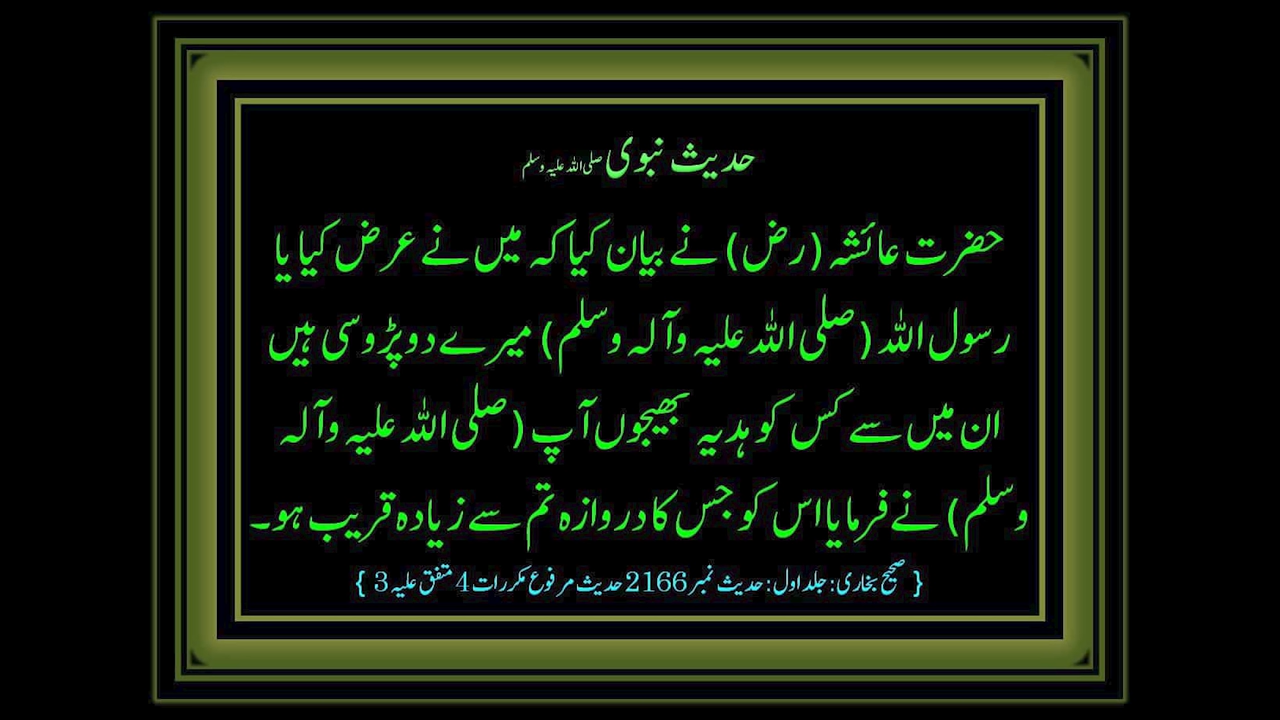 حدیث نبوی صلی اللہ علیہ وسلم
حضرت عائشہ (رض) نے بیان کیا کہ میں نے عرض کیا یا
رسول اللہ (صلی اللہ علیہ وآلہ وسلم) میرے دو پڑوسی ہیں
ان میں سے کس کو ہدیہ بھیجوں آپ (صلی اللہ علیہ وآلہ
وسلم) نے فرمایا اس کو جس کا دروازہ تم سے زیادہ قریب ہو۔
{ صحیح بخاری: جلد اول: حدیث نمبر 2166 حدیث مرفوع مکررات 4 متفق علیہ 3 }